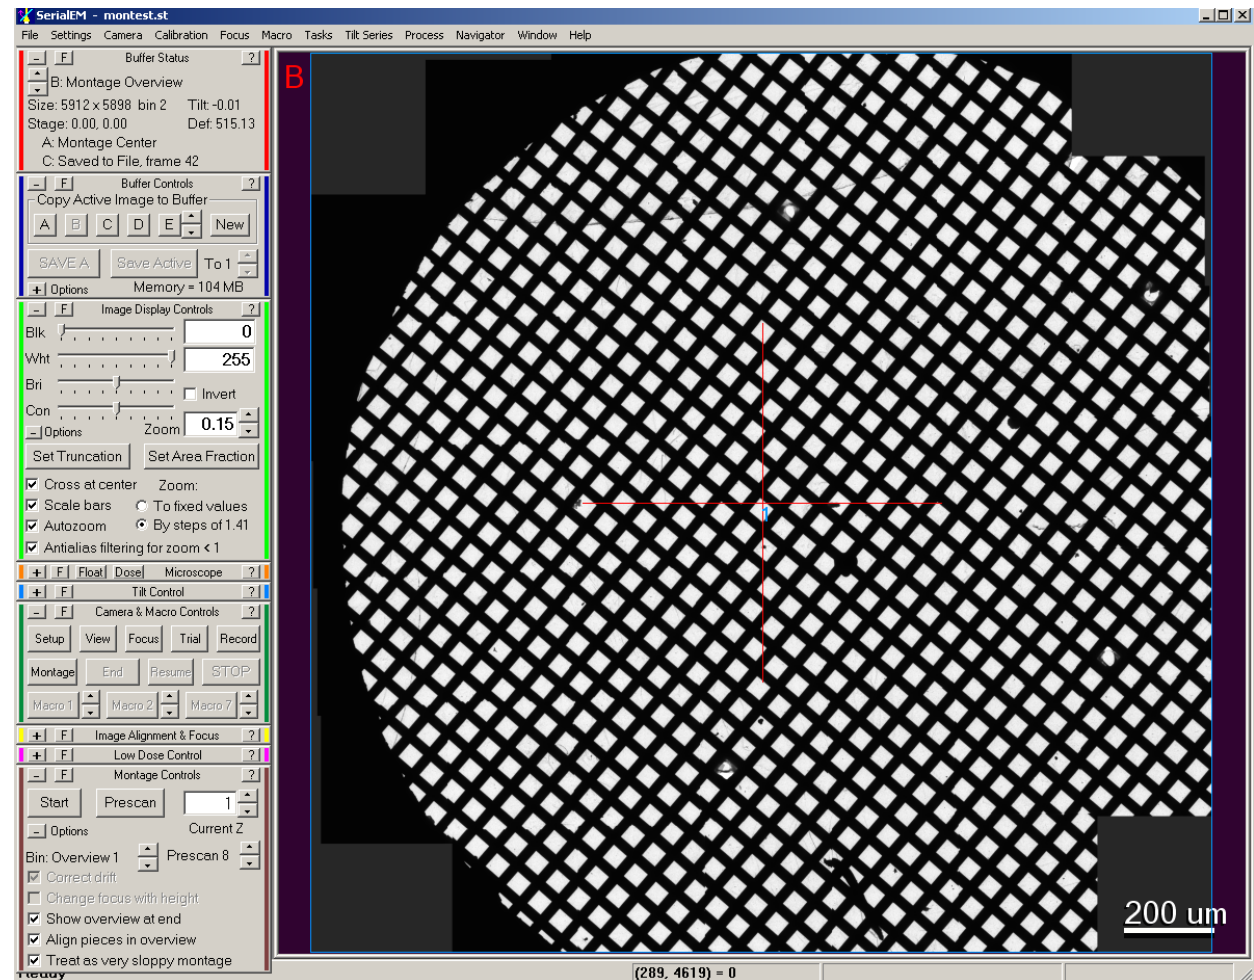 SerialEM - montest.st
File Settings Camera Calibration Focus Macro Tasks Tilt Series Process Navigator Window Help
- F Buffer Status ?
B: Montage Overview
Size: 5912 x 5898 bin 2 Tilt: -0.01
Stage: 0.00, 0.00 Def: 515.13
A: Montage Center
C: Saved to File, frame 42
- F Buffer Controls ?
Copy Active Image to Buffer
A B C D E New
SAVE A Save Active To 1
+ Options Memory = 104 MB
- F Image Display Controls ?
Blk 0
Wht 255
Bri
Invert
Con
- Options Zoom 0.15
Set Truncation Set Area Fraction
Cross at center Zoom:
Scale bars To fixed values
Autozoom By steps of 1.41
Antialias filtering for zoom < 1
+ F Float Dose Microscope ?
+ F Tilt Control ?
- F Camera & Macro Controls ?
Setup View Focus Trial Record
Montage End Resume STOP
Macro 1 Macro 2 Macro 7
+ F Image Alignment & Focus ?
+ F Low Dose Control ?
- F Montage Controls ?
Start Prescan 1
- Options Current Z
Bin: Overview 1 Prescan 8
Correct drift
Change focus with height
Show overview at end
Align pieces in overview
Treat as very sloppy montage
Ready
B
1
200 um
(289, 4619) = 0